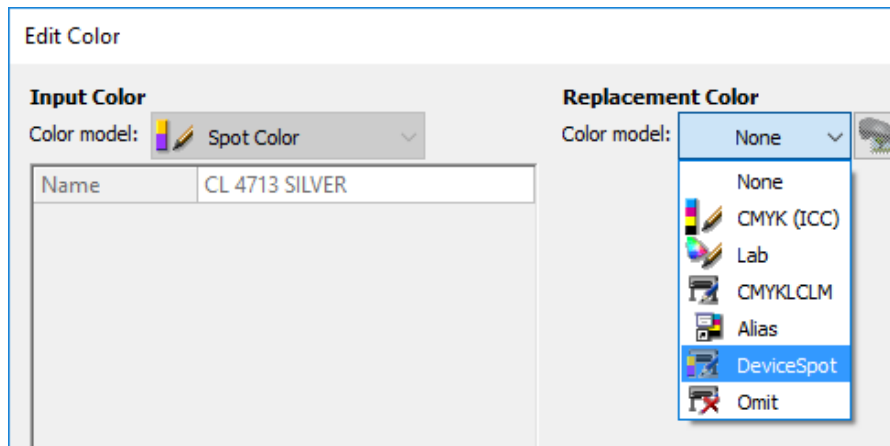 Edit Color
Input Color
Color model: Spot Color
Name CL 4713 SILVER
Replacement Color
Color model: None
None
CMYK (ICC)
Lab
CMYKLCLM
Alias
DeviceSpot
Omit